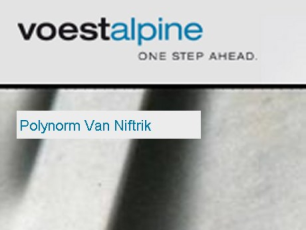 voestalpine
ONE STEP AHEAD.
Polynorm Van Niftrik